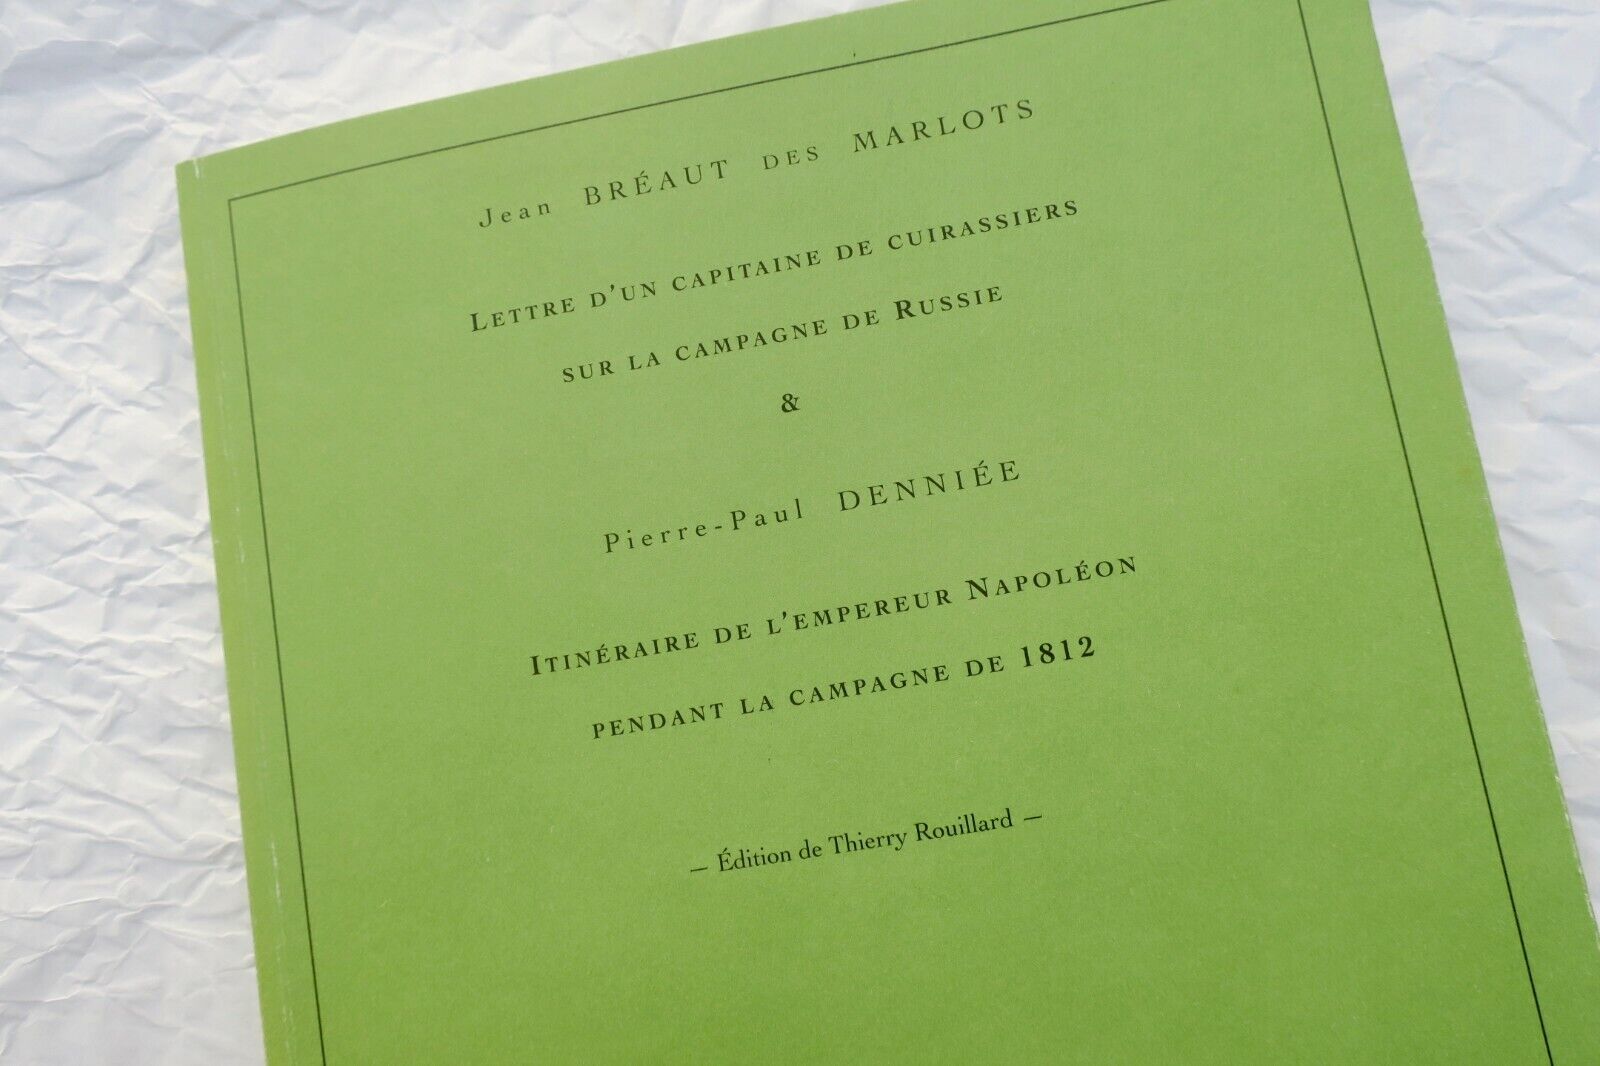 Jean BRÉAUT DES MARLOTS
LETTRE D'UN CAPITAINE DE CUIRASSIERS
SUR LA CAMPAGNE DE RUSSIE
&
Pierre-Paul DENNIÉE
ITINÉRAIRE DE L'EMPEREUR NAPOLÉON
PENDANT LA CAMPAGNE DE 1812
— Édition de Thierry Rouillard —